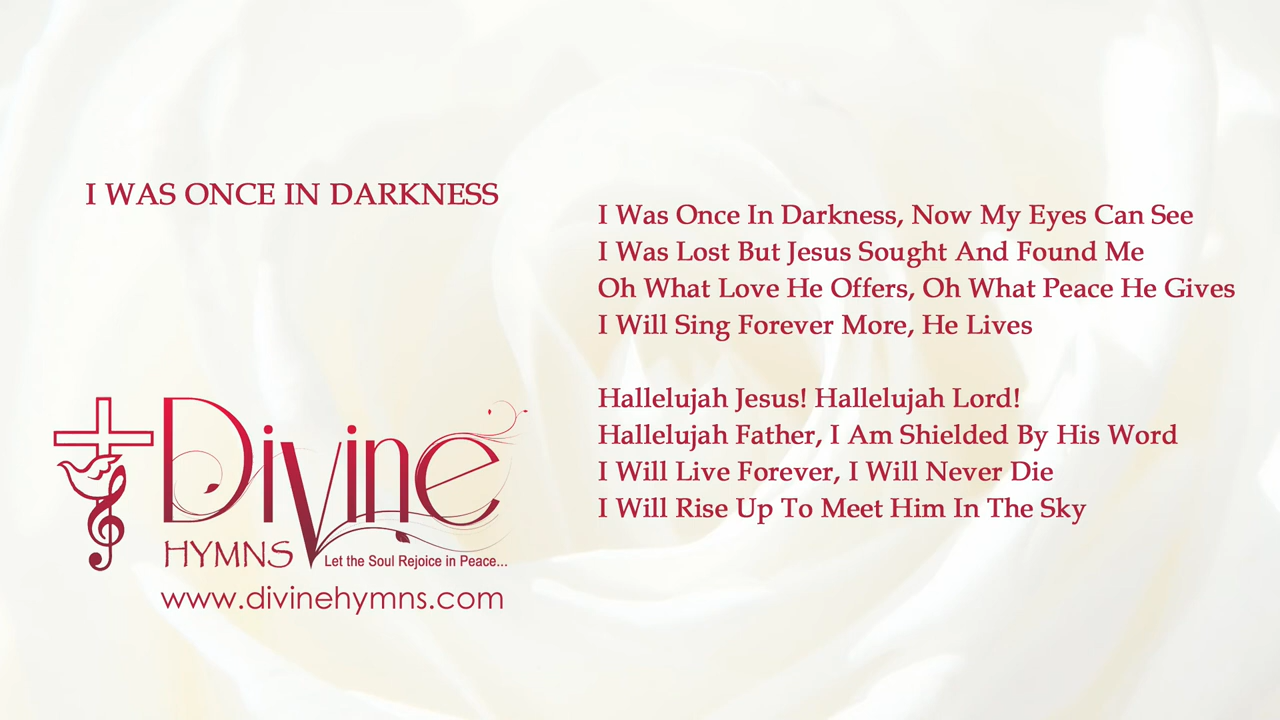 I WAS ONCE IN DARKNESS
Divine
HYMNS
Let the Soul Rejoice in Peace...
www.divinehymns.com
I Was Once In Darkness, Now My Eyes Can See
I Was Lost But Jesus Sought And Found Me
Oh What Love He Offers, Oh What Peace He Gives
I Will Sing Forever More, He Lives
Hallelujah Jesus! Hallelujah Lord!
Hallelujah Father, I Am Shielded By His Word
I Will Live Forever, I Will Never Die
I Will Rise Up To Meet Him In The Sky